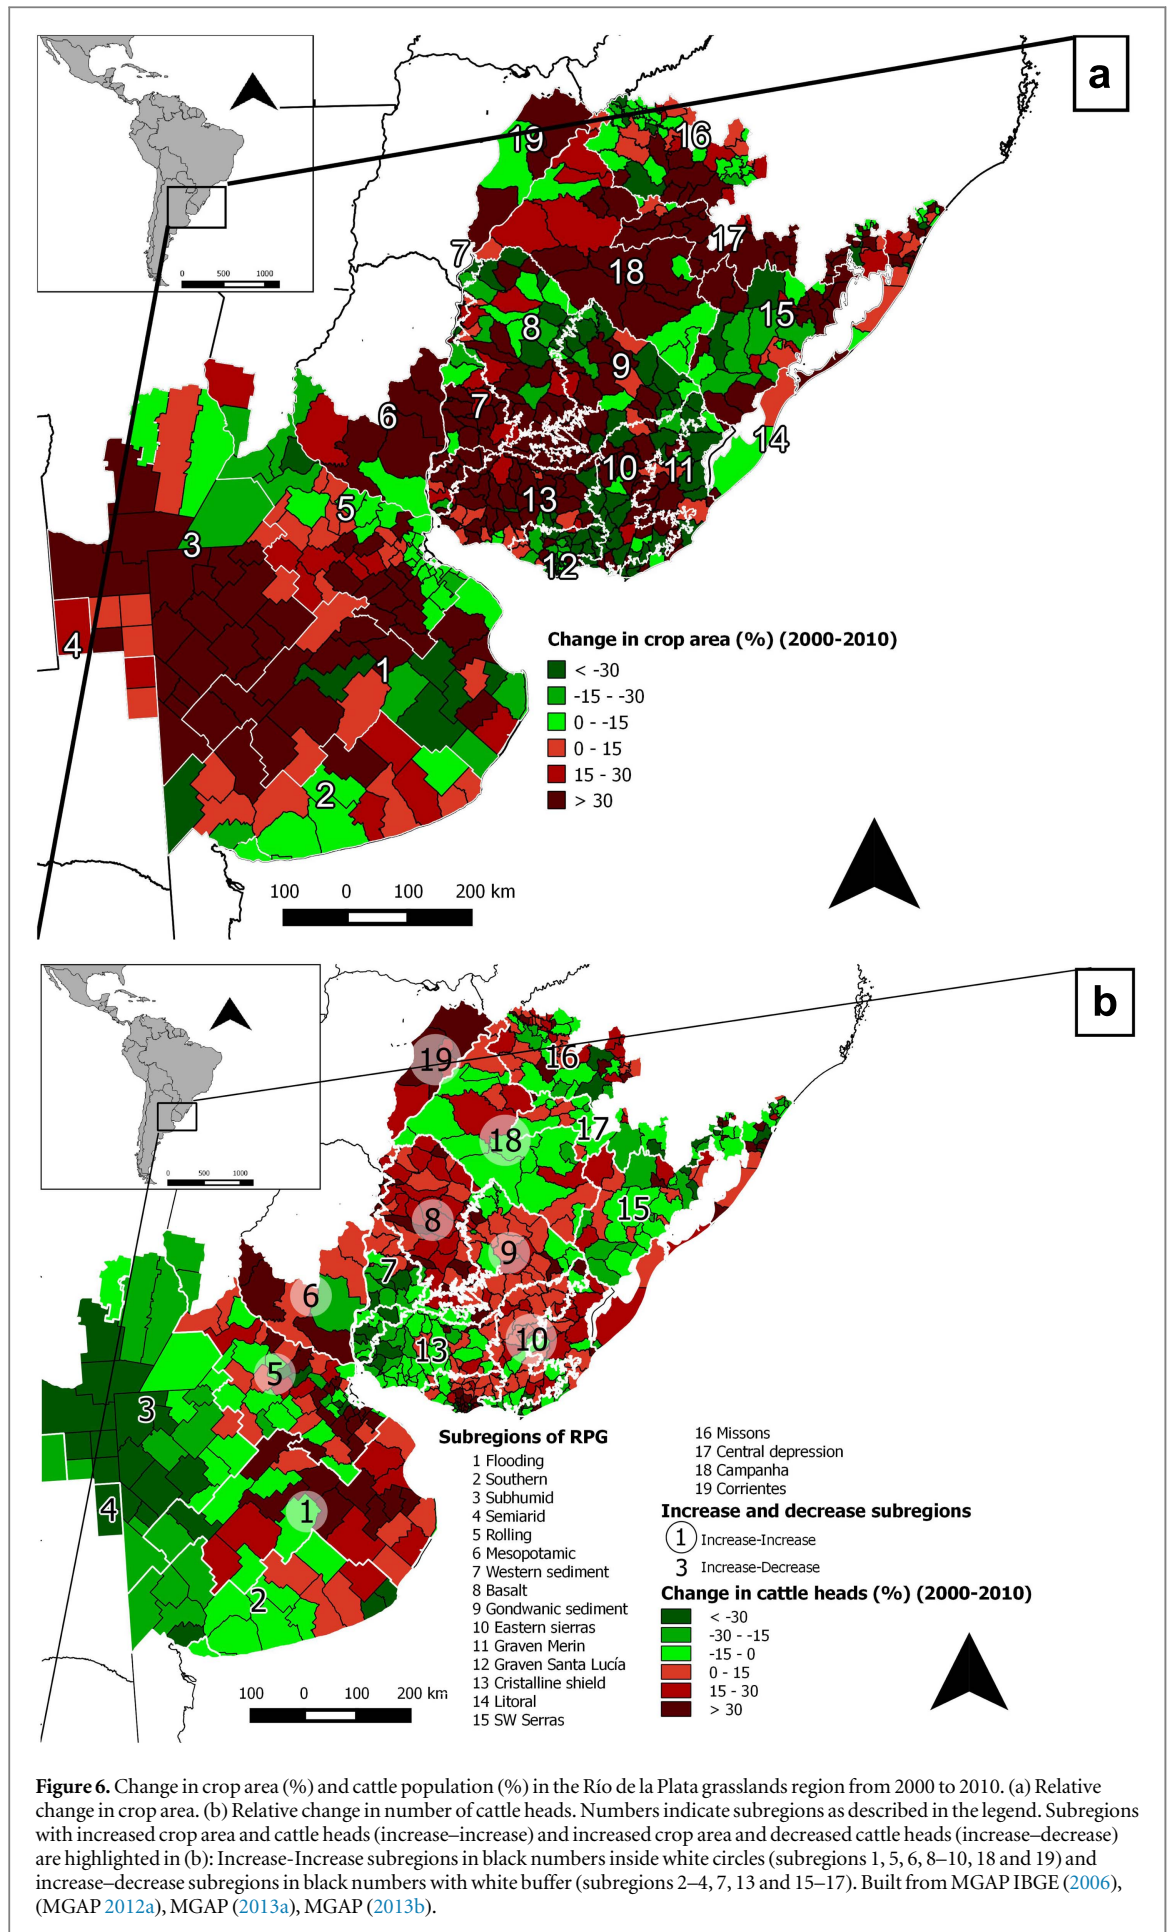 a
0 500 1000
19
16
7
17
18
15
8
9
6
7
14
10
11
5
13
3
12
4
1
2
Change in crop area (%) (2000-2010)
< -30
-15 - -30
0 - -15
0 - 15
15 - 30
> 30
100 0 100 200 km
b
0 500 1000
19
16
18
17
8
15
9
7
6
10
13
5
3
4
1
2
Subregions of RPG
1 Flooding
2 Southern
3 Subhumid
4 Semiarid
5 Rolling
6 Mesopotamic
7 Western sediment
8 Basalt
9 Gondwanic sediment
10 Eastern sierras
11 Graven Merin
12 Graven Santa Lucía
13 Cristalline shield
14 Litoral
15 SW Serras
16 Missons
17 Central depression
18 Campanha
19 Corrientes
Increase and decrease subregions
1 Increase-Increase
3 Increase-Decrease
Change in cattle heads (%) (2000-2010)
< -30
-30 - -15
-15 - 0
0 - 15
15 - 30
> 30
100 0 100 200 km
Figure 6. Change in crop area (%) and cattle population (%) in the Río de la Plata grasslands region from 2000 to 2010. (a) Relative
change in crop area. (b) Relative change in number of cattle heads. Numbers indicate subregions as described in the legend. Subregions
with increased crop area and cattle heads (increase–increase) and increased crop area and decreased cattle heads (increase–decrease)
are highlighted in (b): Increase-Increase subregions in black numbers inside white circles (subregions 1, 5, 6, 8–10, 18 and 19) and
increase–decrease subregions in black numbers with white buffer (subregions 2–4, 7, 13 and 15–17). Built from MGAP IBGE (2006),
(MGAP 2012a), MGAP (2013a), MGAP (2013b).